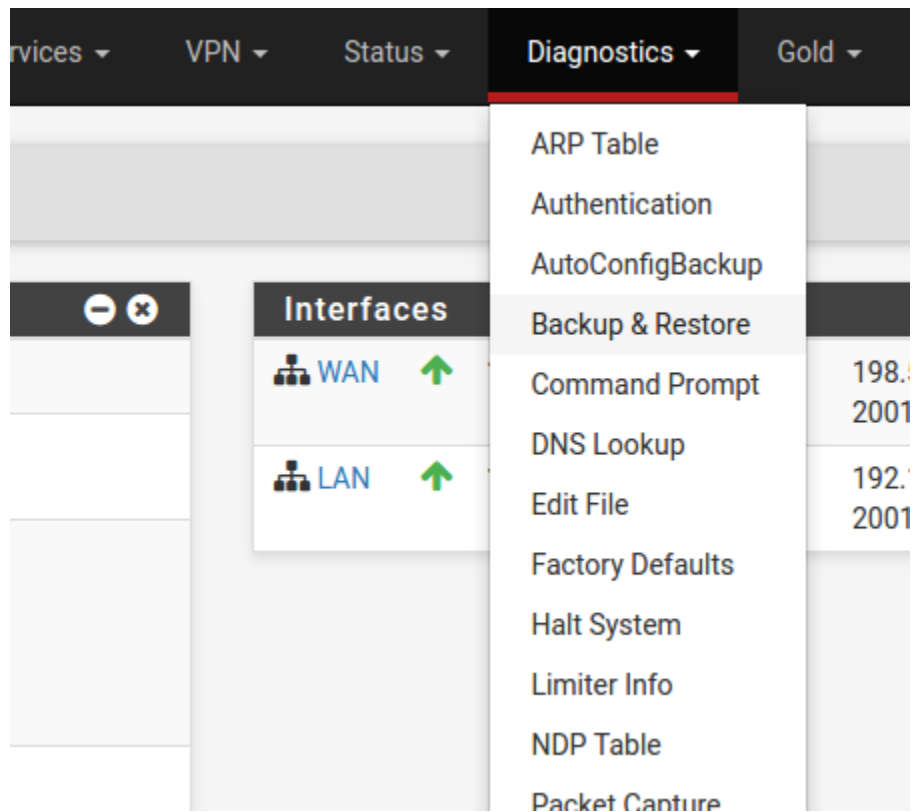 rvices VPN Status Diagnostics Gold
ARP Table
Authentication
AutoConfigBackup
Interfaces
Backup & Restore
WAN 198.
2001
Command Prompt
DNS Lookup
LAN 192.
2001
Edit File
Factory Defaults
Halt System
Limiter Info
NDP Table
Packet Capture